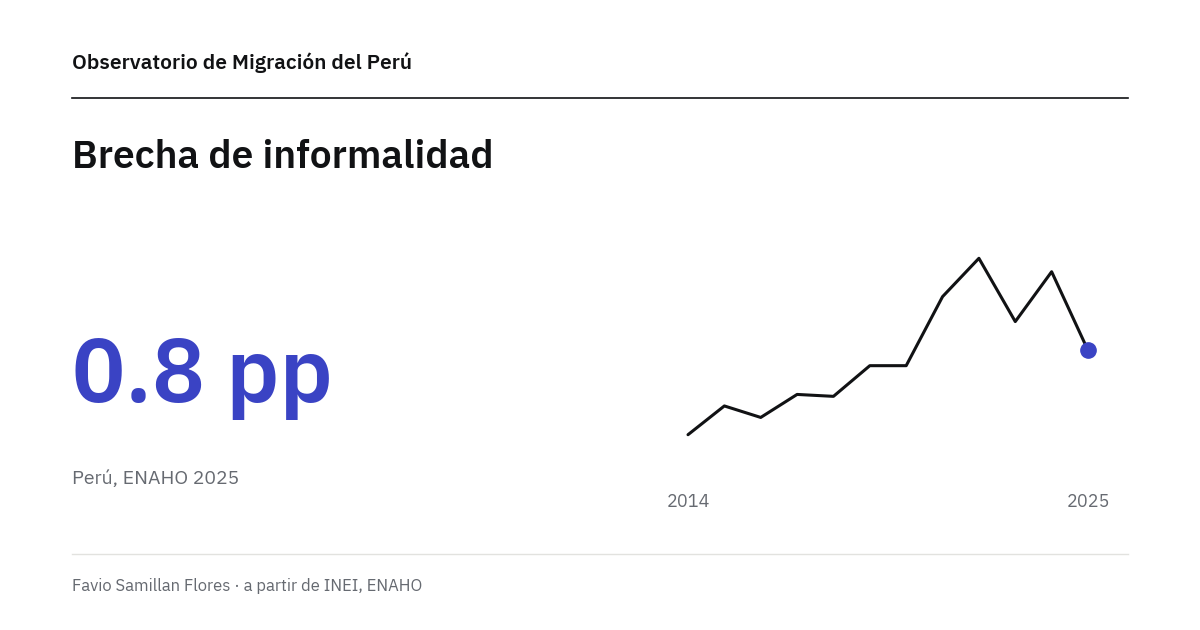 Observatorio de Migración del Perú
Brecha de informalidad
0.8 pp
Perú, ENAHO 2025
2014
2025
Favio Samillan Flores · a partir de INEI, ENAHO